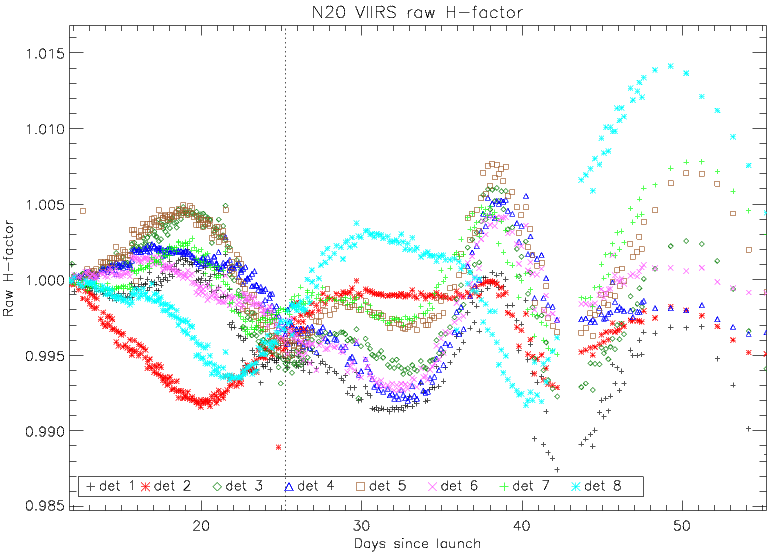 N20 VIIRS raw H-factor
Raw H-factor
1.015
1.010
1.005
1.000
0.995
0.990
0.985
det 1 det 2 det 3 det 4 det 5 det 6 det 7 det 8
20 30 40 50
Days since launch